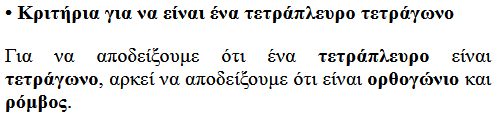 • Κριτήρια για να είναι ένα τετράπλευρο τετράγωνο
Για να αποδείξουμε ότι ένα τετράπλευρο είναι
τετράγωνο, αρκεί να αποδείξουμε ότι είναι ορθογώνιο και
ρόμβος.